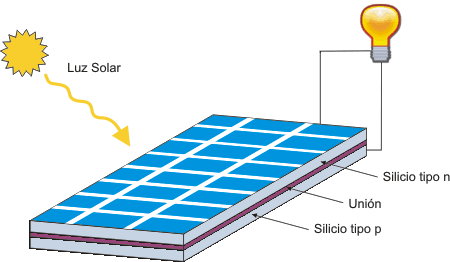 Luz Solar
Silicio tipo n
Unión
Silicio tipo p